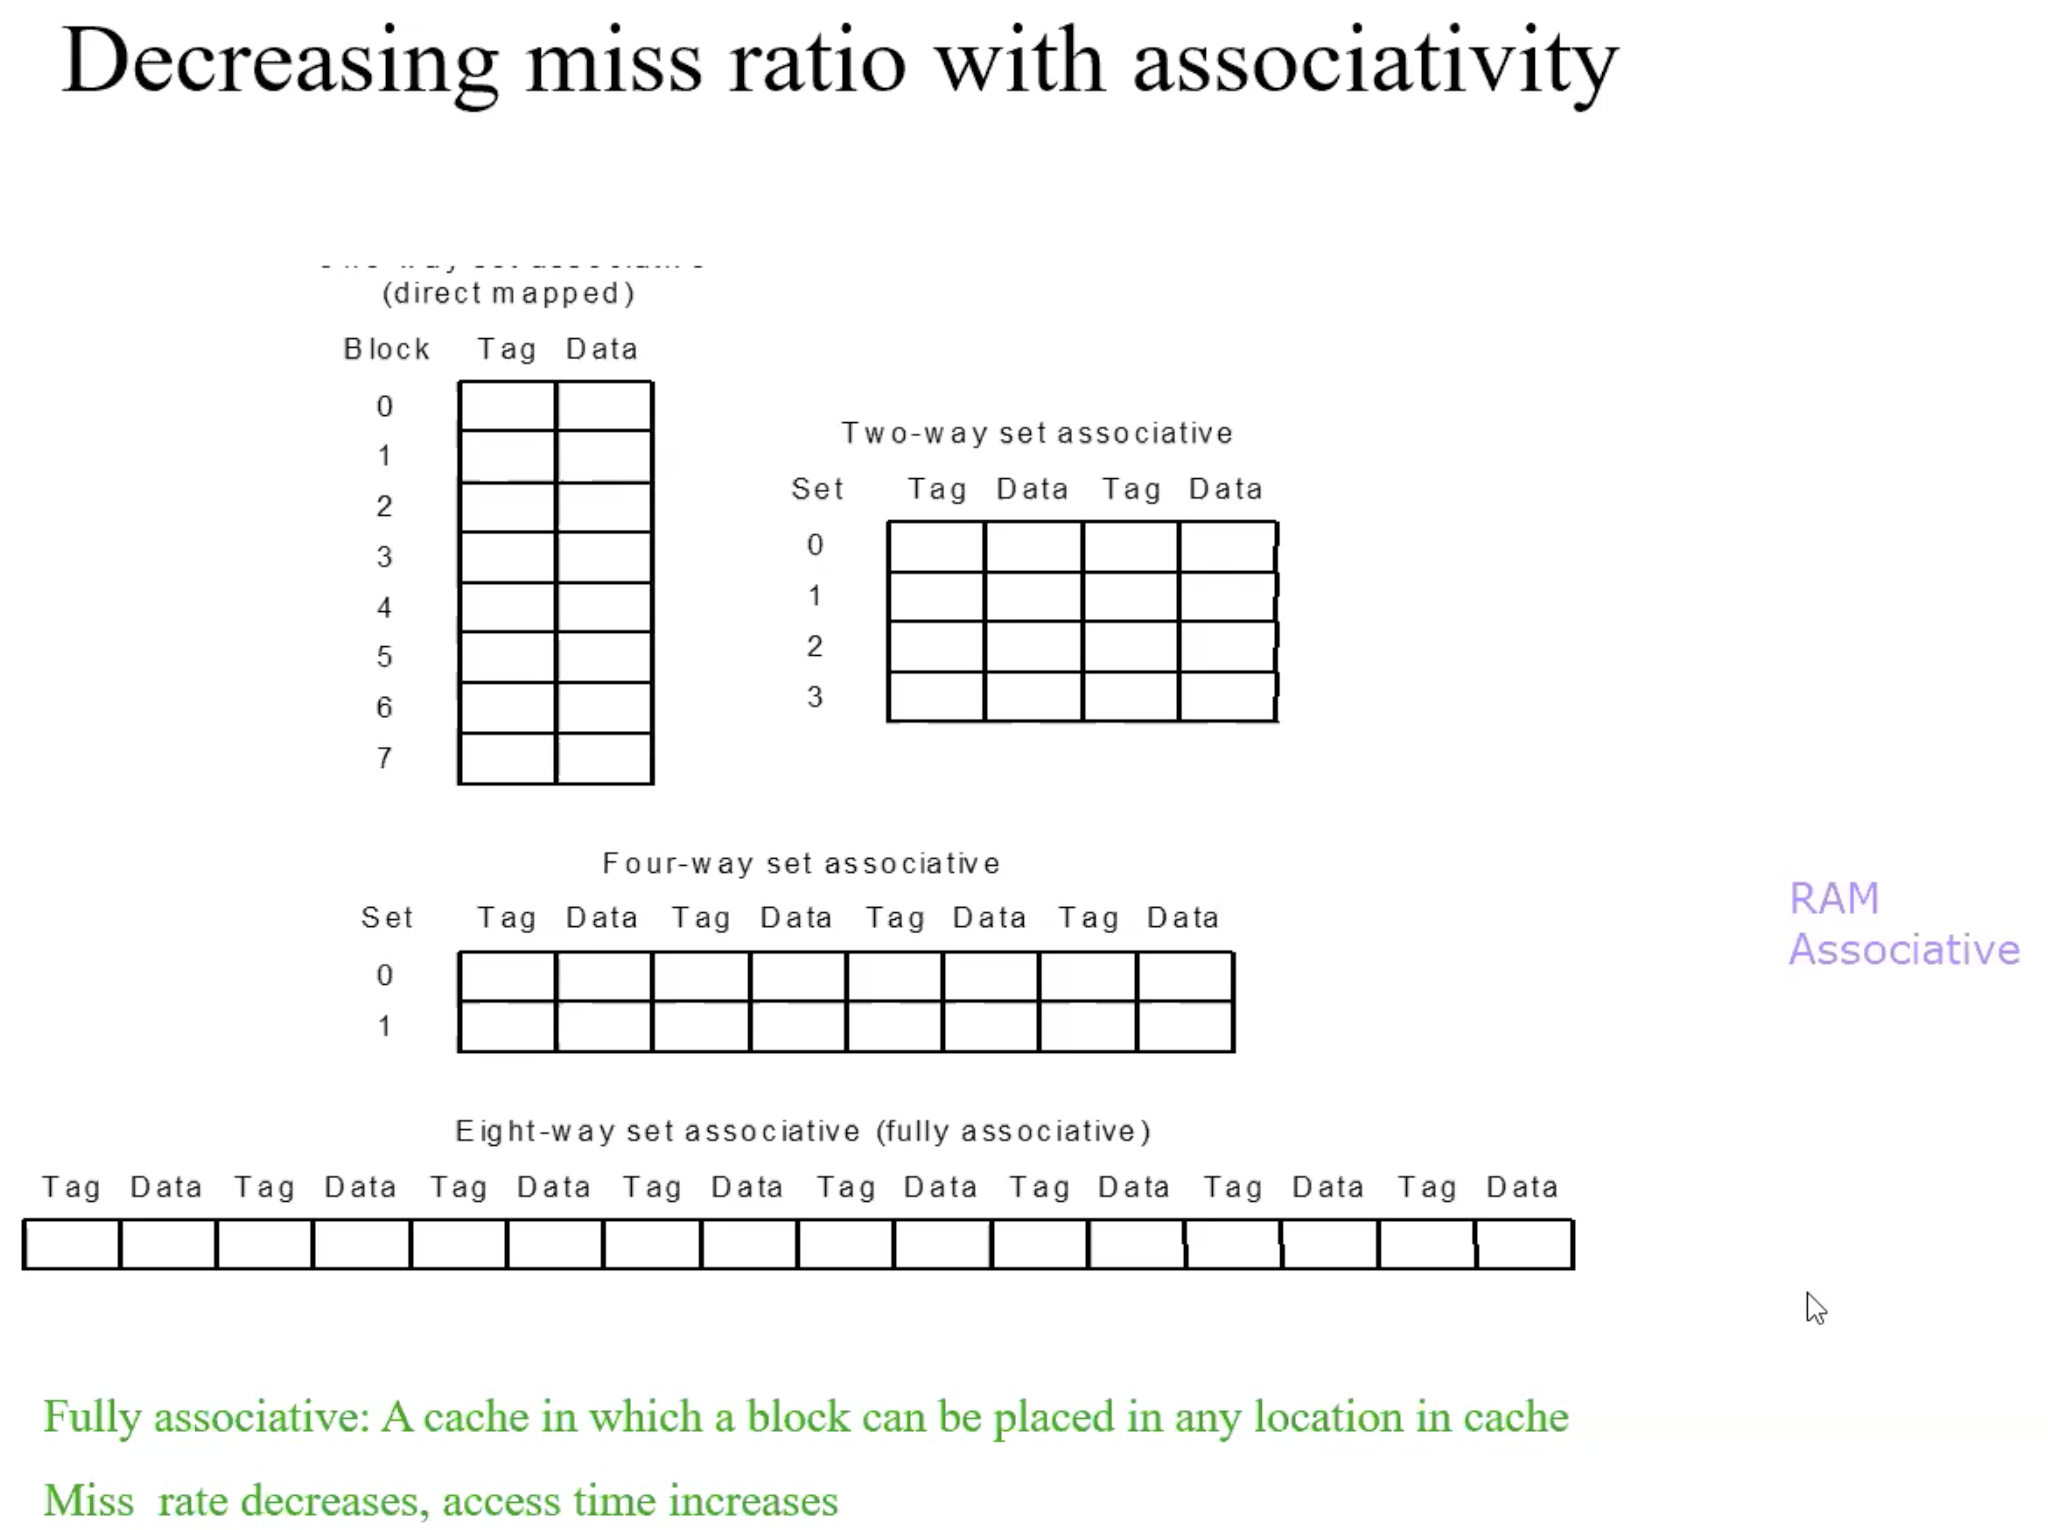 Decreasing miss ratio with associativity
(direct mapped)
Block Tag Data
0
1
2
3
4
5
6
7
Two-way set associative
Set Tag Data Tag Data
0
1
2
3
Four-way set associative
Set Tag Data Tag Data Tag Data Tag Data
0
1
RAM
Associative
Eight-way set associative (fully associative)
Tag Data Tag Data Tag Data Tag Data Tag Data Tag Data Tag Data Tag Data
Fully associative: A cache in which a block can be placed in any location in cache
Miss rate decreases, access time increases